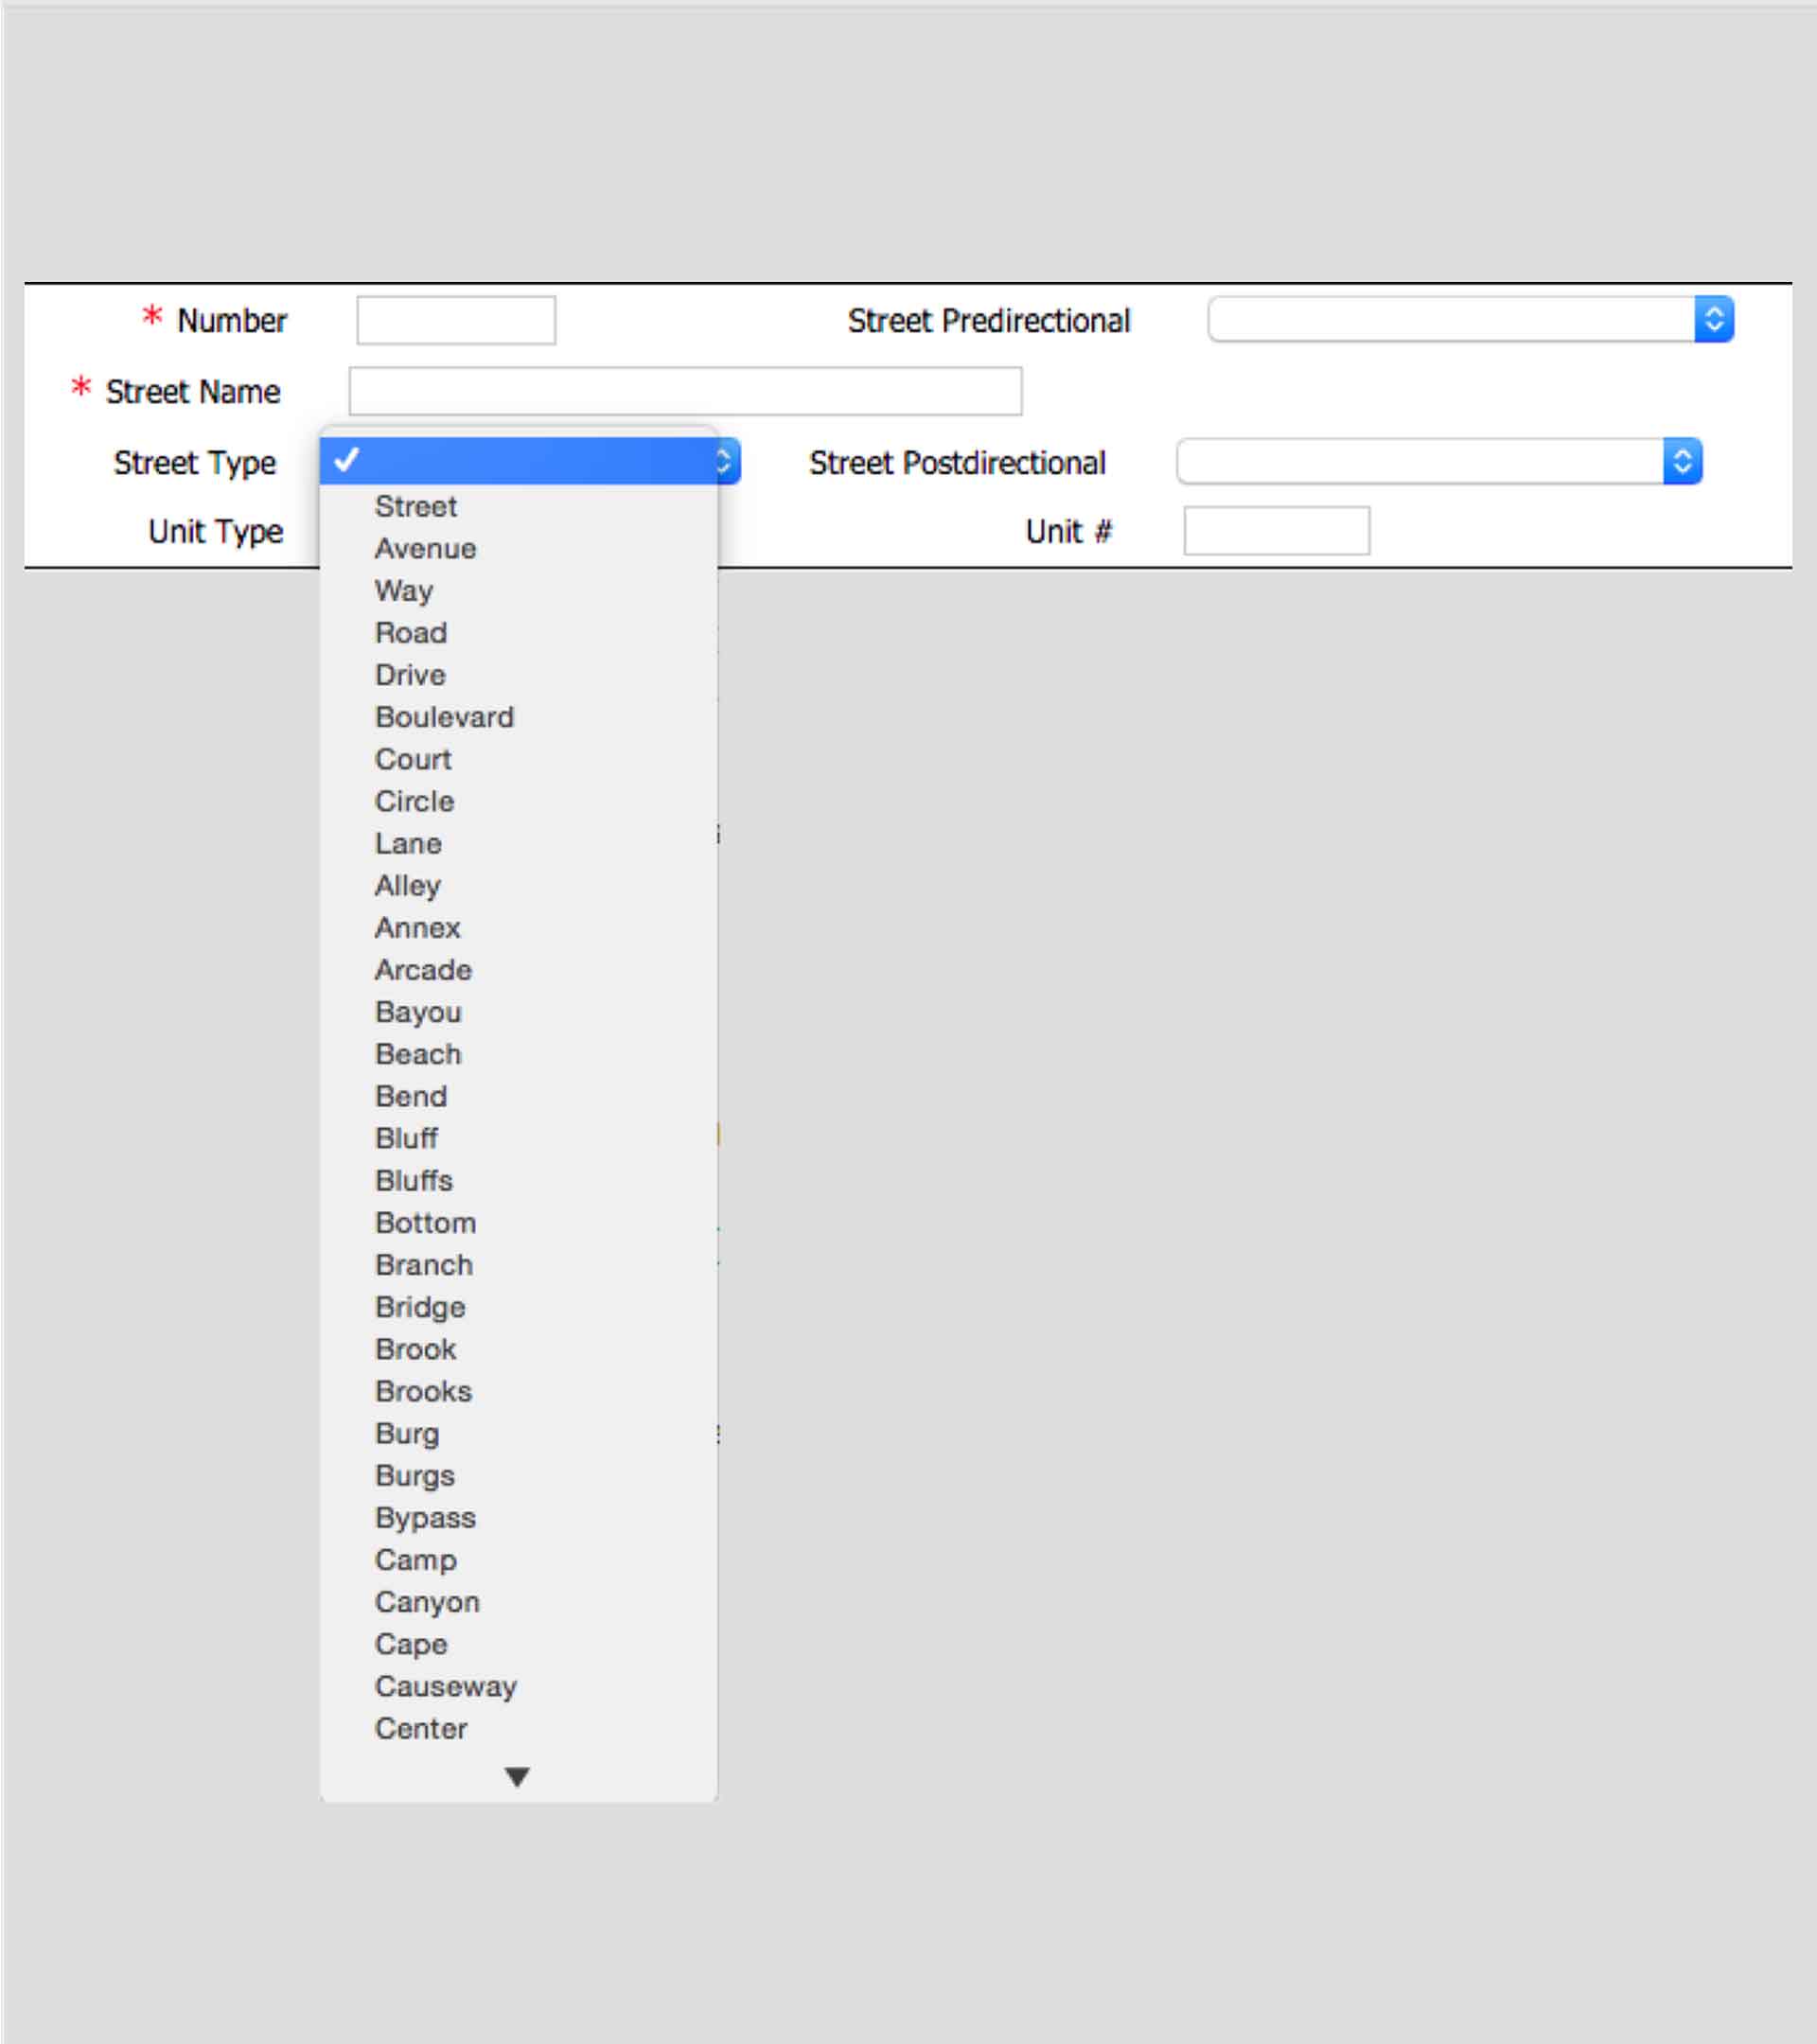 * Number Street Predirectional
* Street Name
Street Type Street Postdirectional
Unit Type Unit #
Street
Avenue
Way
Road
Drive
Boulevard
Court
Circle
Lane
Alley
Annex
Arcade
Bayou
Beach
Bend
Bluff
Bluffs
Bottom
Branch
Bridge
Brook
Brooks
Burg
Burgs
Bypass
Camp
Canyon
Cape
Causeway
Center